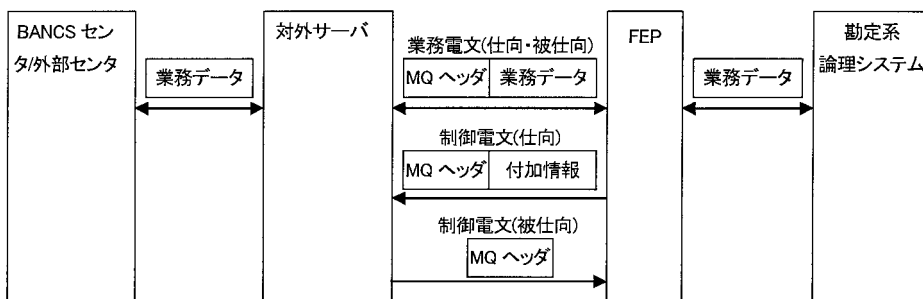 BANCS セン
タ/外部センタ
対外サーバ
FEP
勘定系
論理システム
業務データ
業務電文(仕向・被仕向)
MQ ヘッダ 業務データ
業務データ
制御電文(仕向)
MQ ヘッダ 付加情報
制御電文(被仕向)
MQ ヘッダ